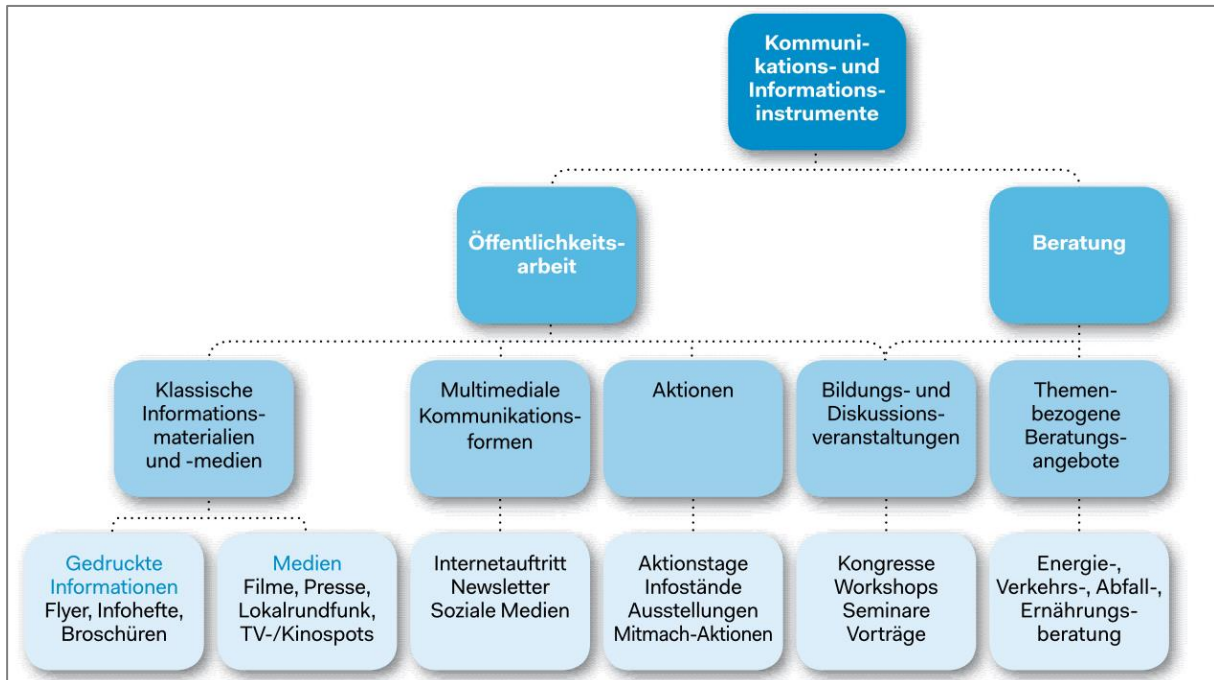 Kommuni-
kations- und
Informations-
instrumente
Öffentlichkeits-
arbeit
Beratung
Klassische
Informations-
materialien
und -medien
Multimediale
Kommunikations-
formen
Aktionen
Bildungs- und
Diskussions-
veranstaltungen
Themen-
bezogene
Beratungs-
angebote
Gedruckte
Informationen
Flyer, Infohefte,
Broschüren
Medien
Filme, Presse,
Lokalrundfunk,
TV-/Kinospots
Internetauftritt
Newsletter
Soziale Medien
Aktionstage
Infostände
Ausstellungen
Mitmach-Aktionen
Kongresse
Workshops
Seminare
Vorträge
Energie-,
Verkehrs-, Abfall-,
Ernährungs-
beratung